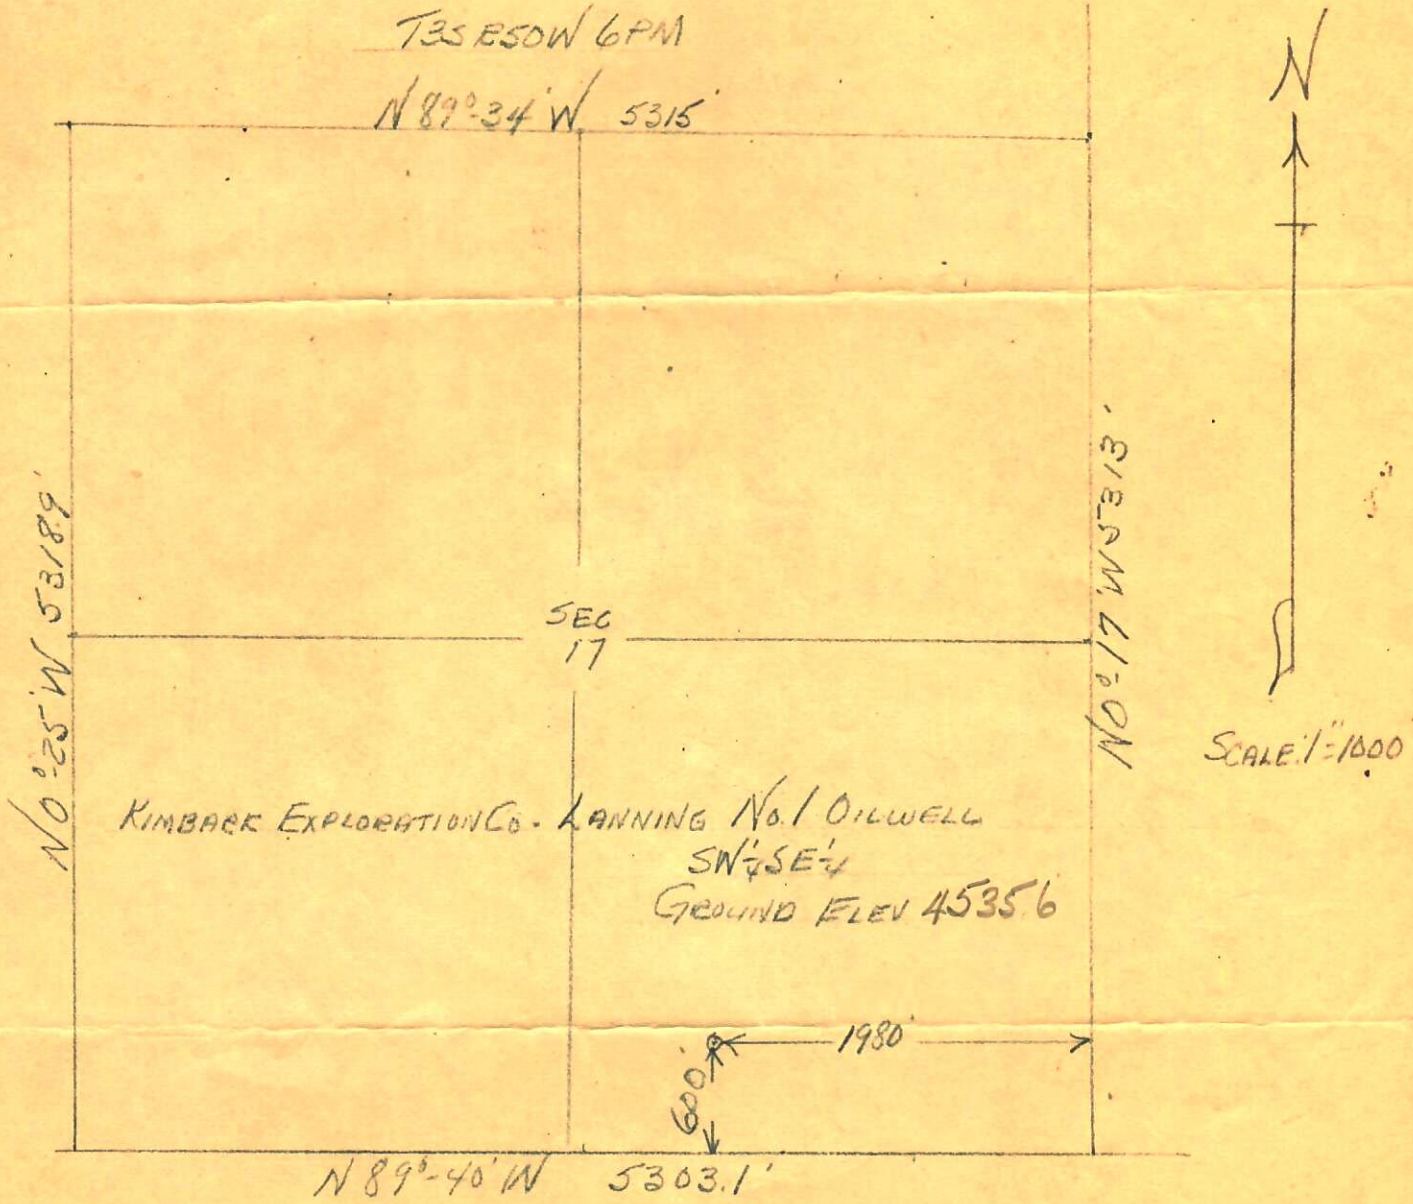 T3S R50W 6PM
N 89°-34' W 5315'
N
N0°-25'W 5318.9'
N0°-17'W 5313'
SEC
17
SCALE 1"=1000'
KIMBARK EXPLORATION CO. LANNING No. 1 OILWELL
SW¼SE¼
GROUND ELEV 4535.6
1980'
600'
N 89°-40' W 5303.1'